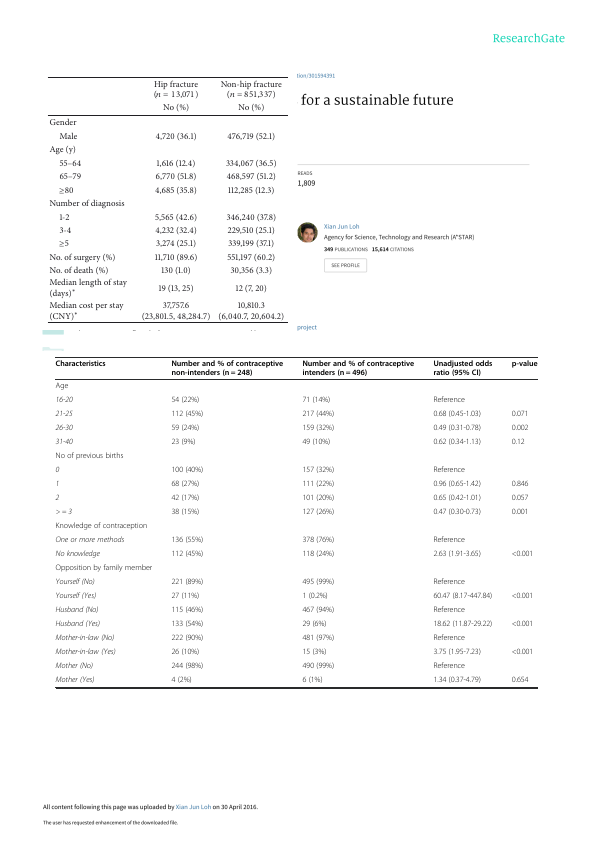 ResearchGate
Hip fracture Non-hip fracture
(n = 13,071) (n = 851,337)
No (%) No (%)
Gender
Male 4,720 (36.1) 476,719 (52.1)
Age (y)
55–64 1,616 (12.4) 334,067 (36.5)
65–79 6,770 (51.8) 468,597 (51.2)
≥80 4,685 (35.8) 112,285 (12.3)
Number of diagnosis
1-2 5,565 (42.6) 346,240 (37.8)
3-4 4,232 (32.4) 229,510 (25.1)
≥5 3,274 (25.1) 339,199 (37.1)
No. of surgery (%) 11,710 (89.6) 551,197 (60.2)
No. of death (%) 130 (1.0) 30,356 (3.3)
Median length of stay
(days)* 19 (13, 25) 12 (7, 20)
Median cost per stay 37,757.6 10,810.3
(CNY)* (23,801.5, 48,284.7) (6,040.7, 20,604.2)
tion/301594391
for a sustainable future
READS
1,809
Xian Jun Loh
Agency for Science, Technology and Research (A*STAR)
349 PUBLICATIONS 15,614 CITATIONS
SEE PROFILE
project
Characteristics Number and % of contraceptive Number and % of contraceptive Unadjusted odds p-value
non-intenders (n = 248) intenders (n = 496) ratio (95% CI)
Age
16-20 54 (22%) 71 (14%) Reference
21-25 112 (45%) 217 (44%) 0.68 (0.45-1.03) 0.071
26-30 59 (24%) 159 (32%) 0.49 (0.31-0.78) 0.002
31-40 23 (9%) 49 (10%) 0.62 (0.34-1.13) 0.12
No of previous births
0 100 (40%) 157 (32%) Reference
1 68 (27%) 111 (22%) 0.96 (0.65-1.42) 0.846
2 42 (17%) 101 (20%) 0.65 (0.42-1.01) 0.057
> = 3 38 (15%) 127 (26%) 0.47 (0.30-0.73) 0.001
Knowledge of contraception
One or more methods 136 (55%) 378 (76%) Reference
No knowledge 112 (45%) 118 (24%) 2.63 (1.91-3.65) <0.001
Opposition by family member
Yourself (No) 221 (89%) 495 (99%) Reference
Yourself (Yes) 27 (11%) 1 (0.2%) 60.47 (8.17-447.84) <0.001
Husband (No) 115 (46%) 467 (94%) Reference
Husband (Yes) 133 (54%) 29 (6%) 18.62 (11.87-29.22) <0.001
Mother-in-law (No) 222 (90%) 481 (97%) Reference
Mother-in-law (Yes) 26 (10%) 15 (3%) 3.75 (1.95-7.23) <0.001
Mother (No) 244 (98%) 490 (99%) Reference
Mother (Yes) 4 (2%) 6 (1%) 1.34 (0.37-4.79) 0.654
All content following this page was uploaded by Xian Jun Loh on 30 April 2016.
The user has requested enhancement of the downloaded file.